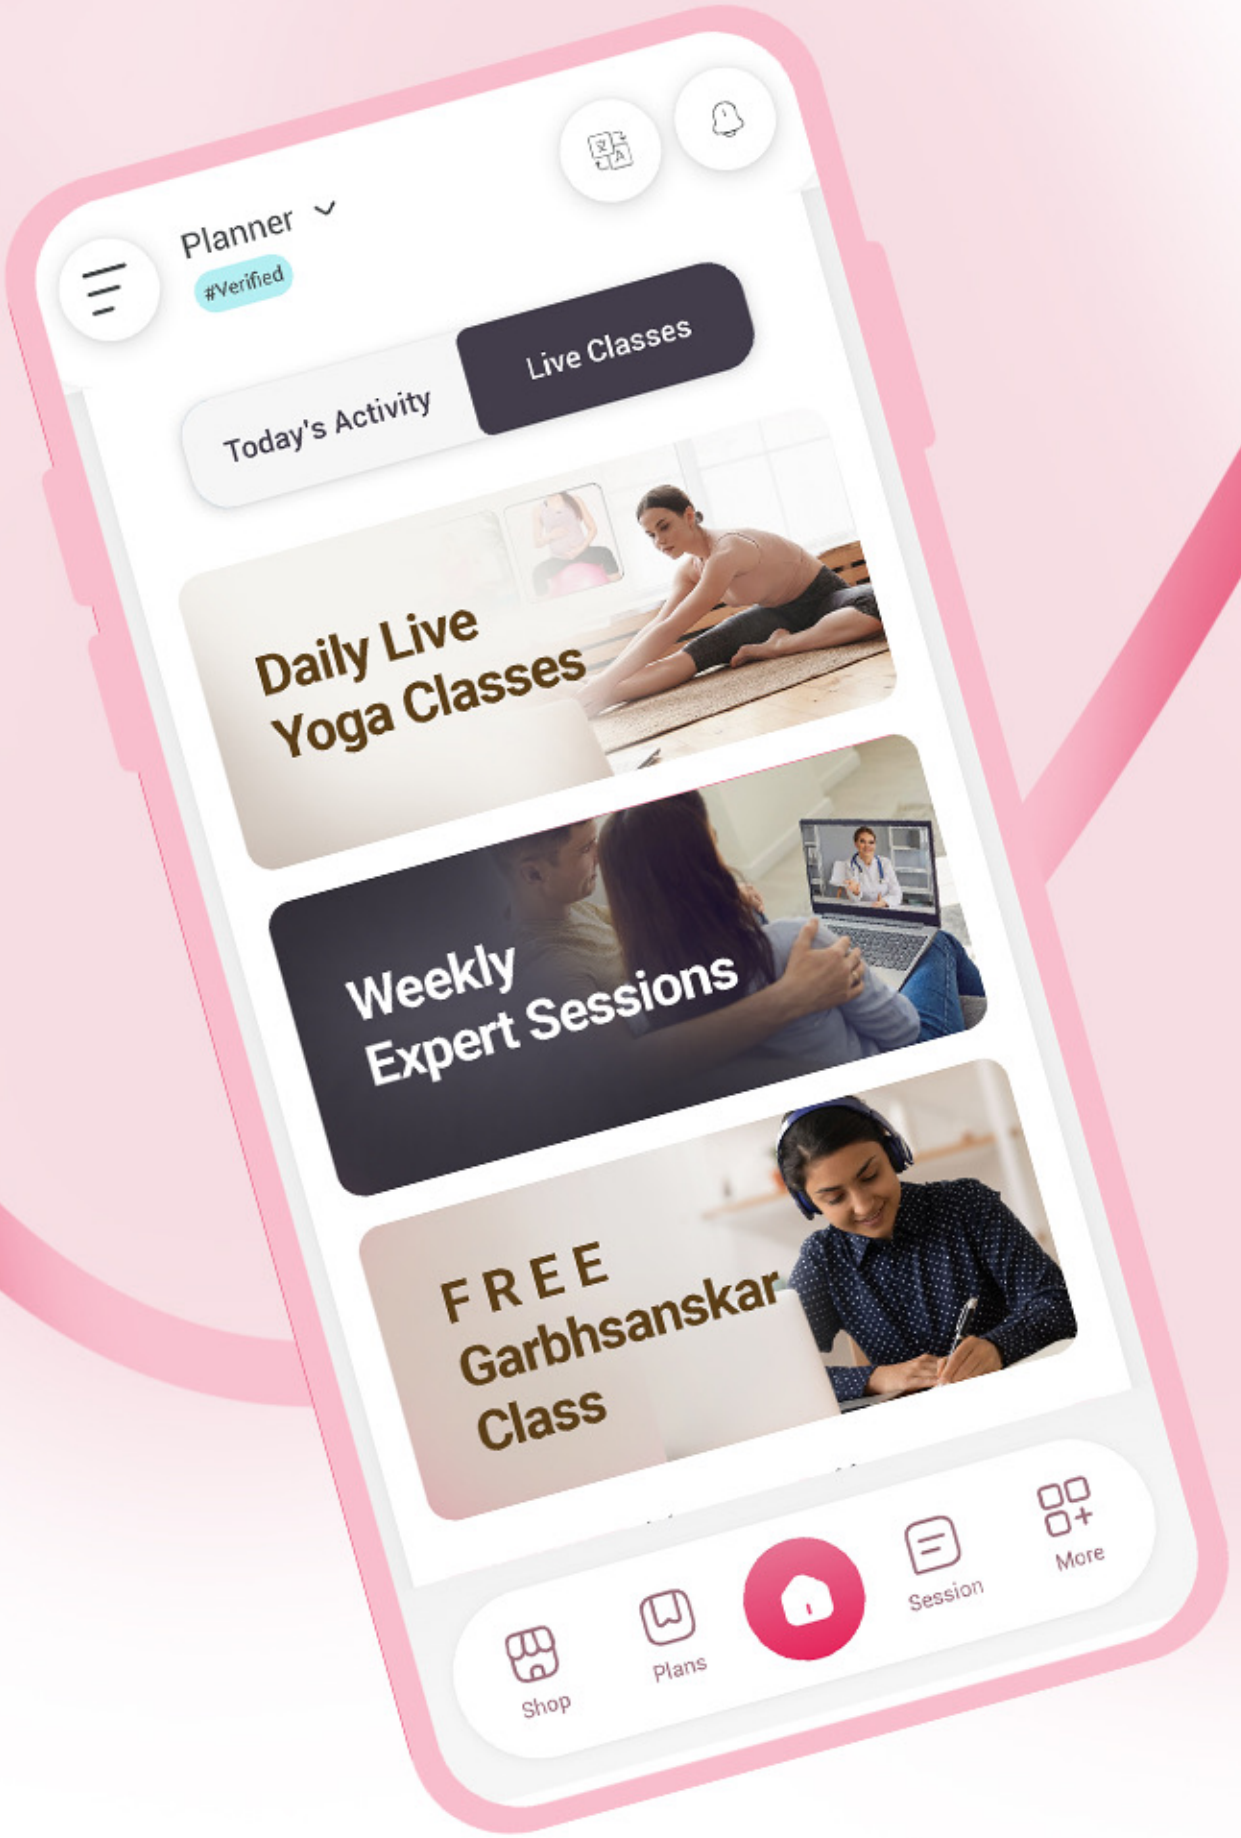 Planner
#Verified
Today's Activity
Live Classes
Daily Live
Yoga Classes
Weekly
Expert Sessions
FREE
Garbhsanskar
Class
Shop
Plans
Session
More